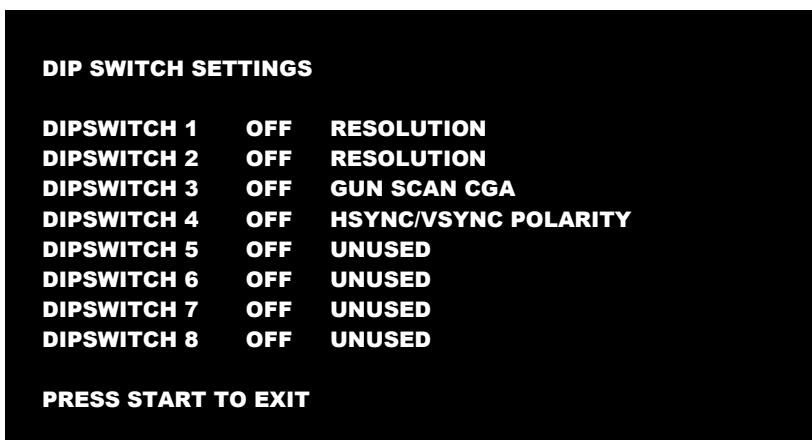 DIP SWITCH SETTINGS
DIPSWITCH 1 OFF RESOLUTION
DIPSWITCH 2 OFF RESOLUTION
DIPSWITCH 3 OFF GUN SCAN CGA
DIPSWITCH 4 OFF HSYNC/VSYNC POLARITY
DIPSWITCH 5 OFF UNUSED
DIPSWITCH 6 OFF UNUSED
DIPSWITCH 7 OFF UNUSED
DIPSWITCH 8 OFF UNUSED
PRESS START TO EXIT